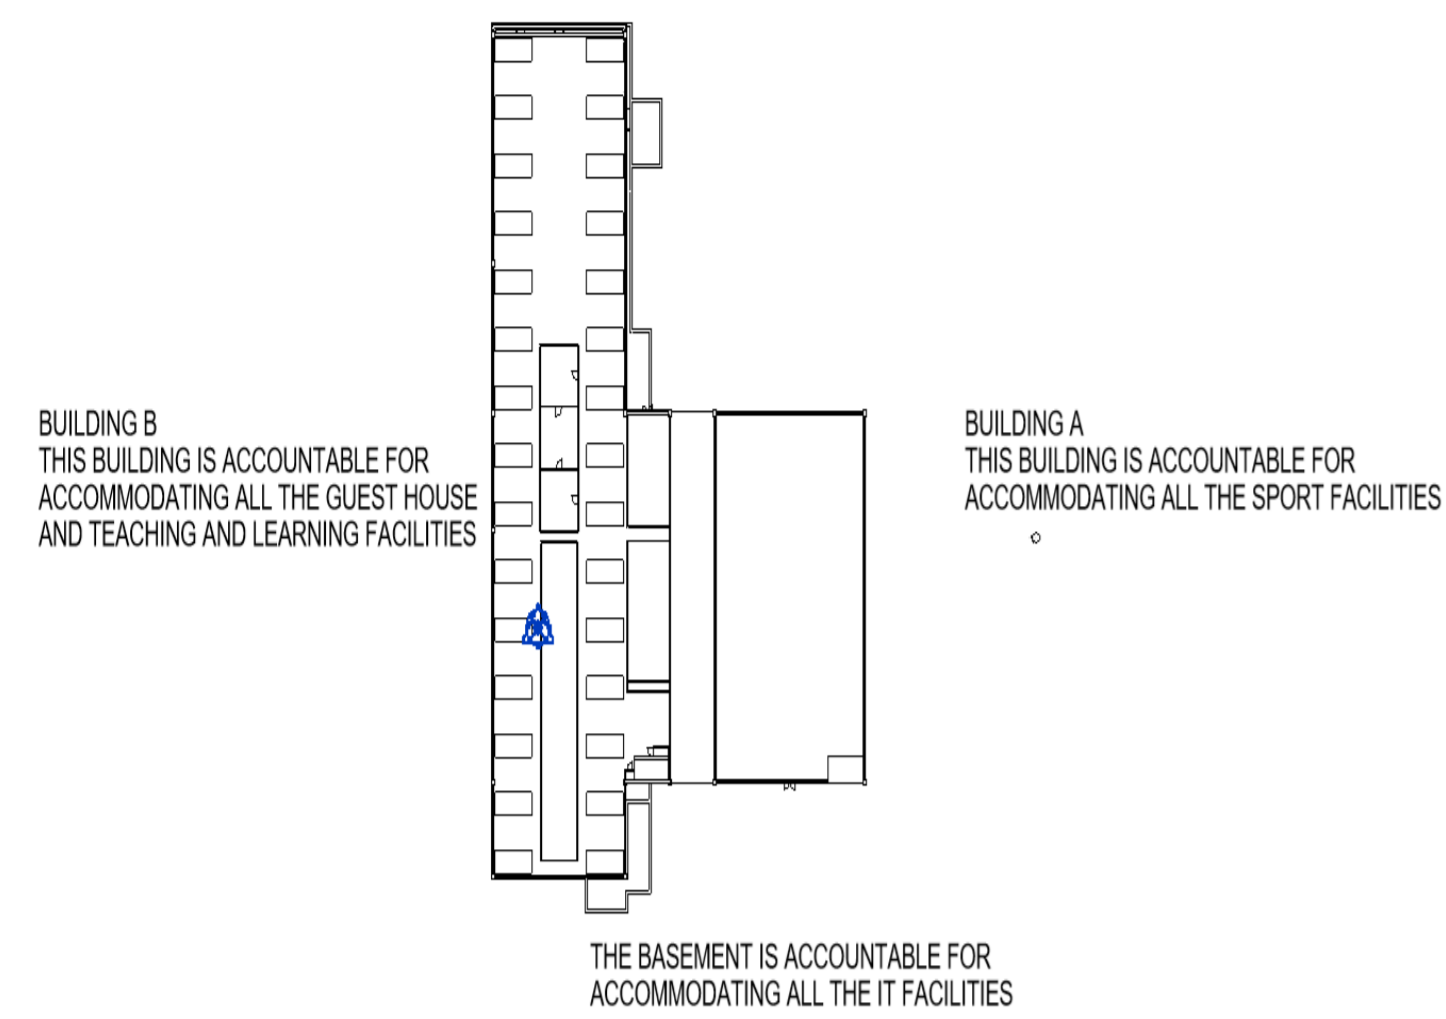 BUILDING B
THIS BUILDING IS ACCOUNTABLE FOR
ACCOMMODATING ALL THE GUEST HOUSE
AND TEACHING AND LEARNING FACILITIES
BUILDING A
THIS BUILDING IS ACCOUNTABLE FOR
ACCOMMODATING ALL THE SPORT FACILITIES
THE BASEMENT IS ACCOUNTABLE FOR
ACCOMMODATING ALL THE IT FACILITIES